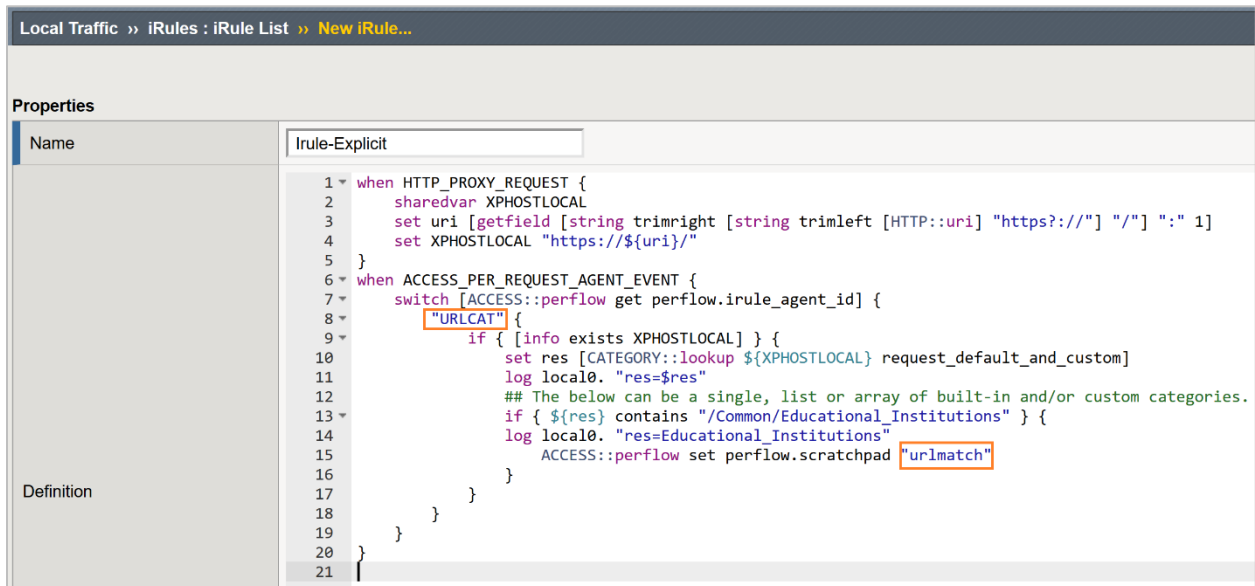 Local Traffic ›› iRules : iRule List ›› New iRule...
Properties
Name
Irule-Explicit
Definition
1 when HTTP_PROXY_REQUEST {
2     sharedvar XPHOSTLOCAL
3     set uri [getfield [string trimright [string trimleft [HTTP::uri] "https?://"] "/"] ":" 1]
4     set XPHOSTLOCAL "https://${uri}/"
5 }
6 when ACCESS_PER_REQUEST_AGENT_EVENT {
7     switch [ACCESS::perflow get perflow.irule_agent_id] {
8         "URLCAT" {
9             if { [info exists XPHOSTLOCAL] } {
10                 set res [CATEGORY::lookup ${XPHOSTLOCAL} request_default_and_custom]
11                 log local0. "res=$res"
12                 ## The below can be a single, list or array of built-in and/or custom categories.
13                 if { ${res} contains "/Common/Educational_Institutions" } {
14                 log local0. "res=Educational_Institutions"
15                     ACCESS::perflow set perflow.scratchpad "urlmatch"
16                 }
17             }
18         }
19     }
20 }
21